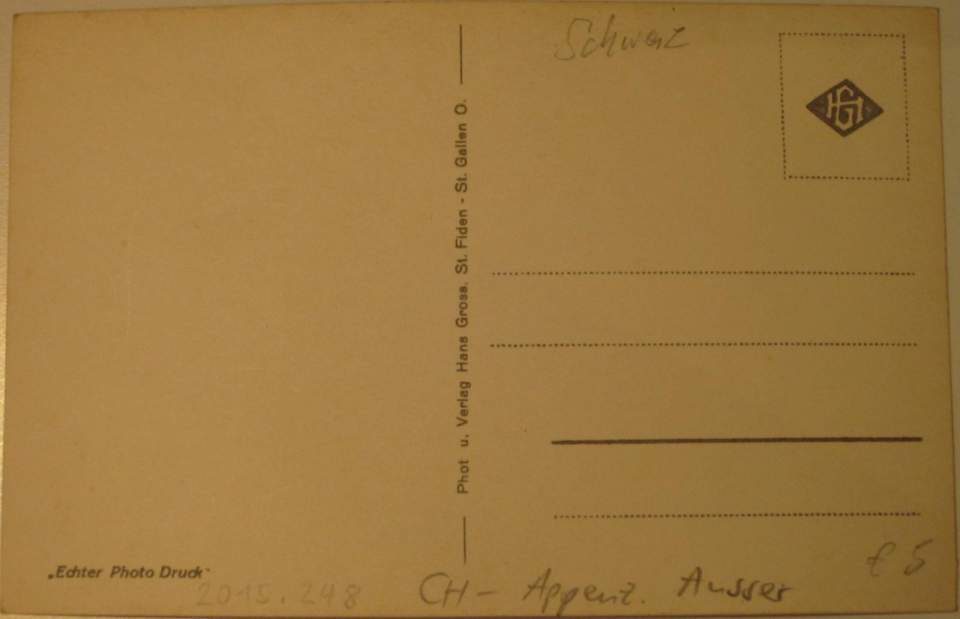 Schweiz
HG
Phot u. Verlag Hans Gross, St. Fiden - St. Gallen O.
„Echter Photo Druck“
2015.248
CH - Appenz. Ausser
€ 5